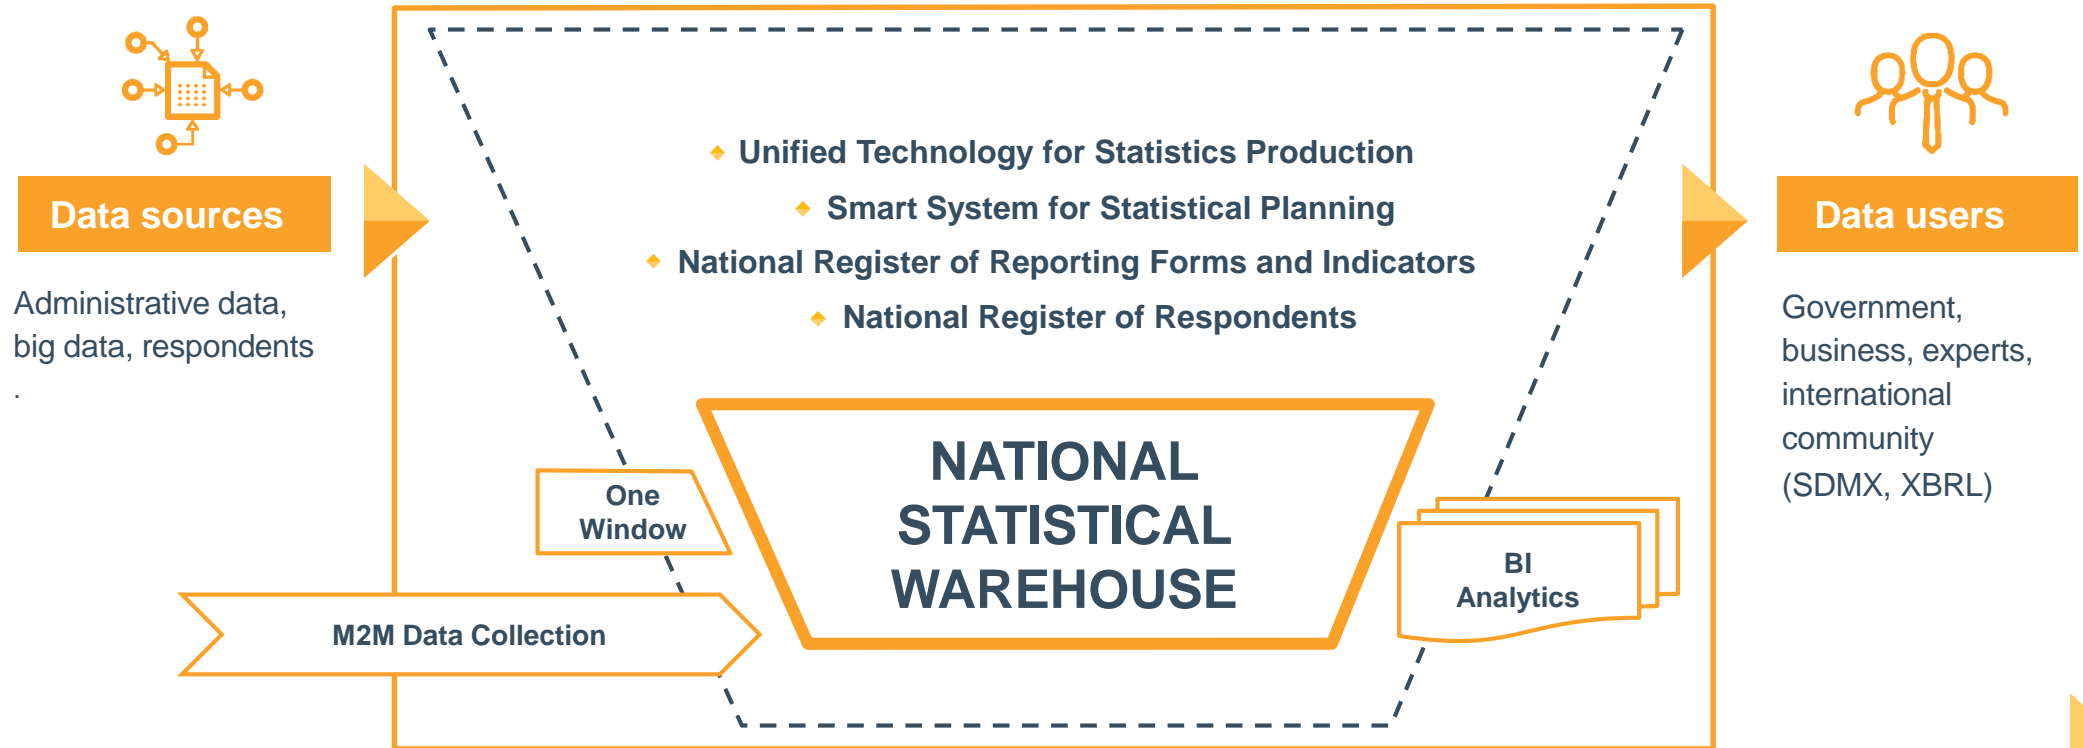 Data sources
Administrative data,
big data, respondents
.
Unified Technology for Statistics Production
Smart System for Statistical Planning
National Register of Reporting Forms and Indicators
National Register of Respondents
NATIONAL
STATISTICAL
WAREHOUSE
One
Window
M2M Data Collection
BI
Analytics
Data users
Government,
business, experts,
international
community
(SDMX, XBRL)